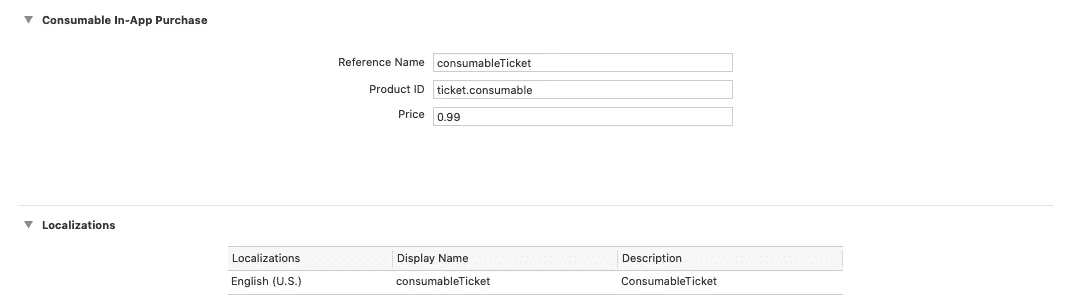 Consumable In-App Purchase
Reference Name consumableTicket
Product ID ticket.consumable
Price 0.99
Localizations
Localizations Display Name Description
English (U.S.) consumableTicket ConsumableTicket